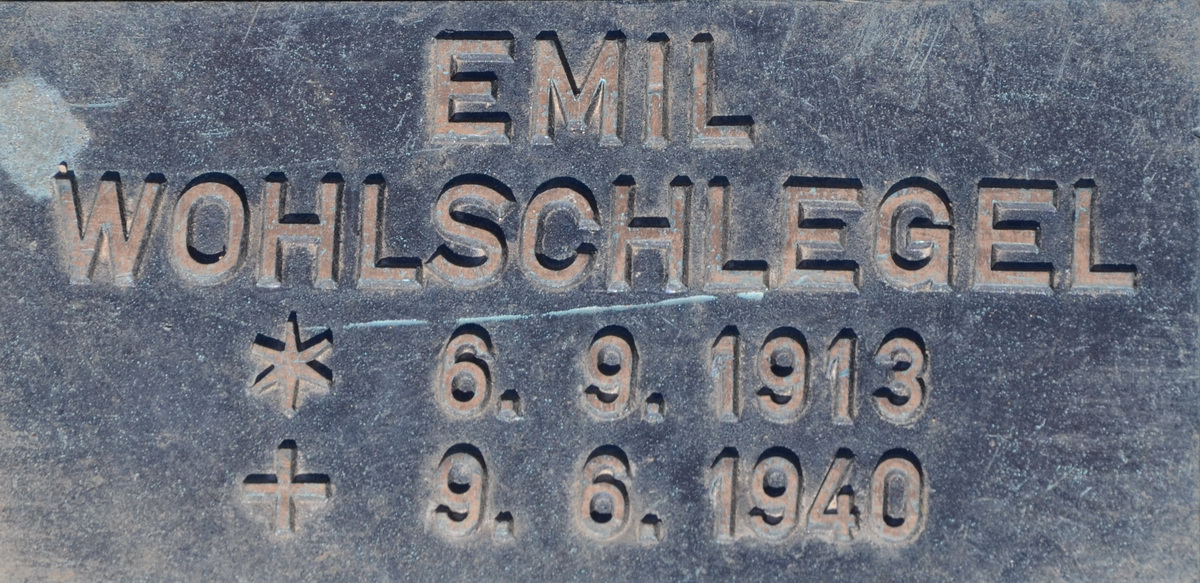 EMIL
WOHLSCHLEGEL
* 6. 9. 1913
+ 9. 6. 1940